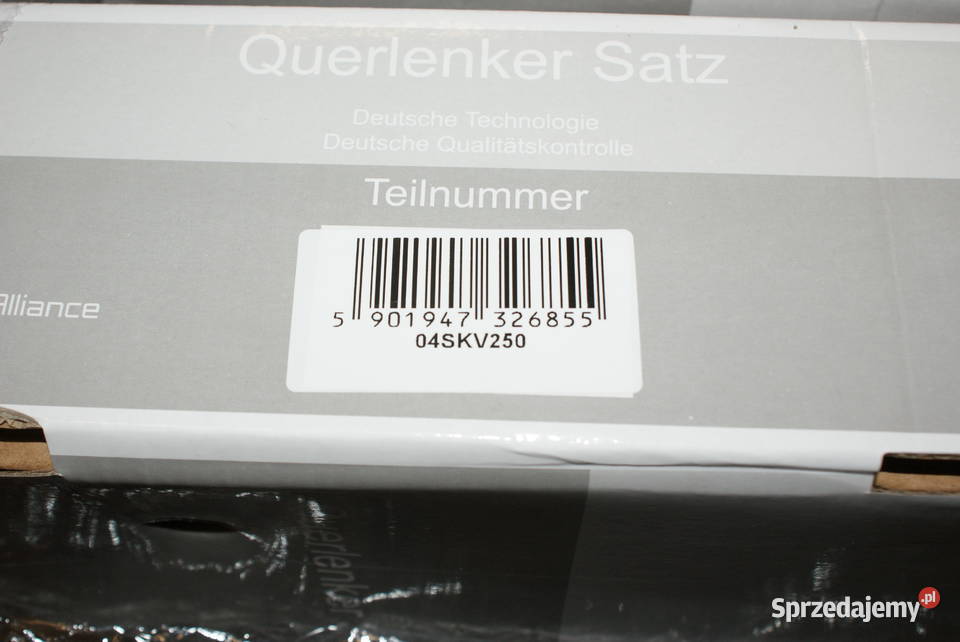 Querlenker Satz
Deutsche Technologie
Deutsche Qualitätskontrolle
Teilnummer
Alliance
5 901947 326855
04SKV250
Querlenker
Sprzedajemy.pl